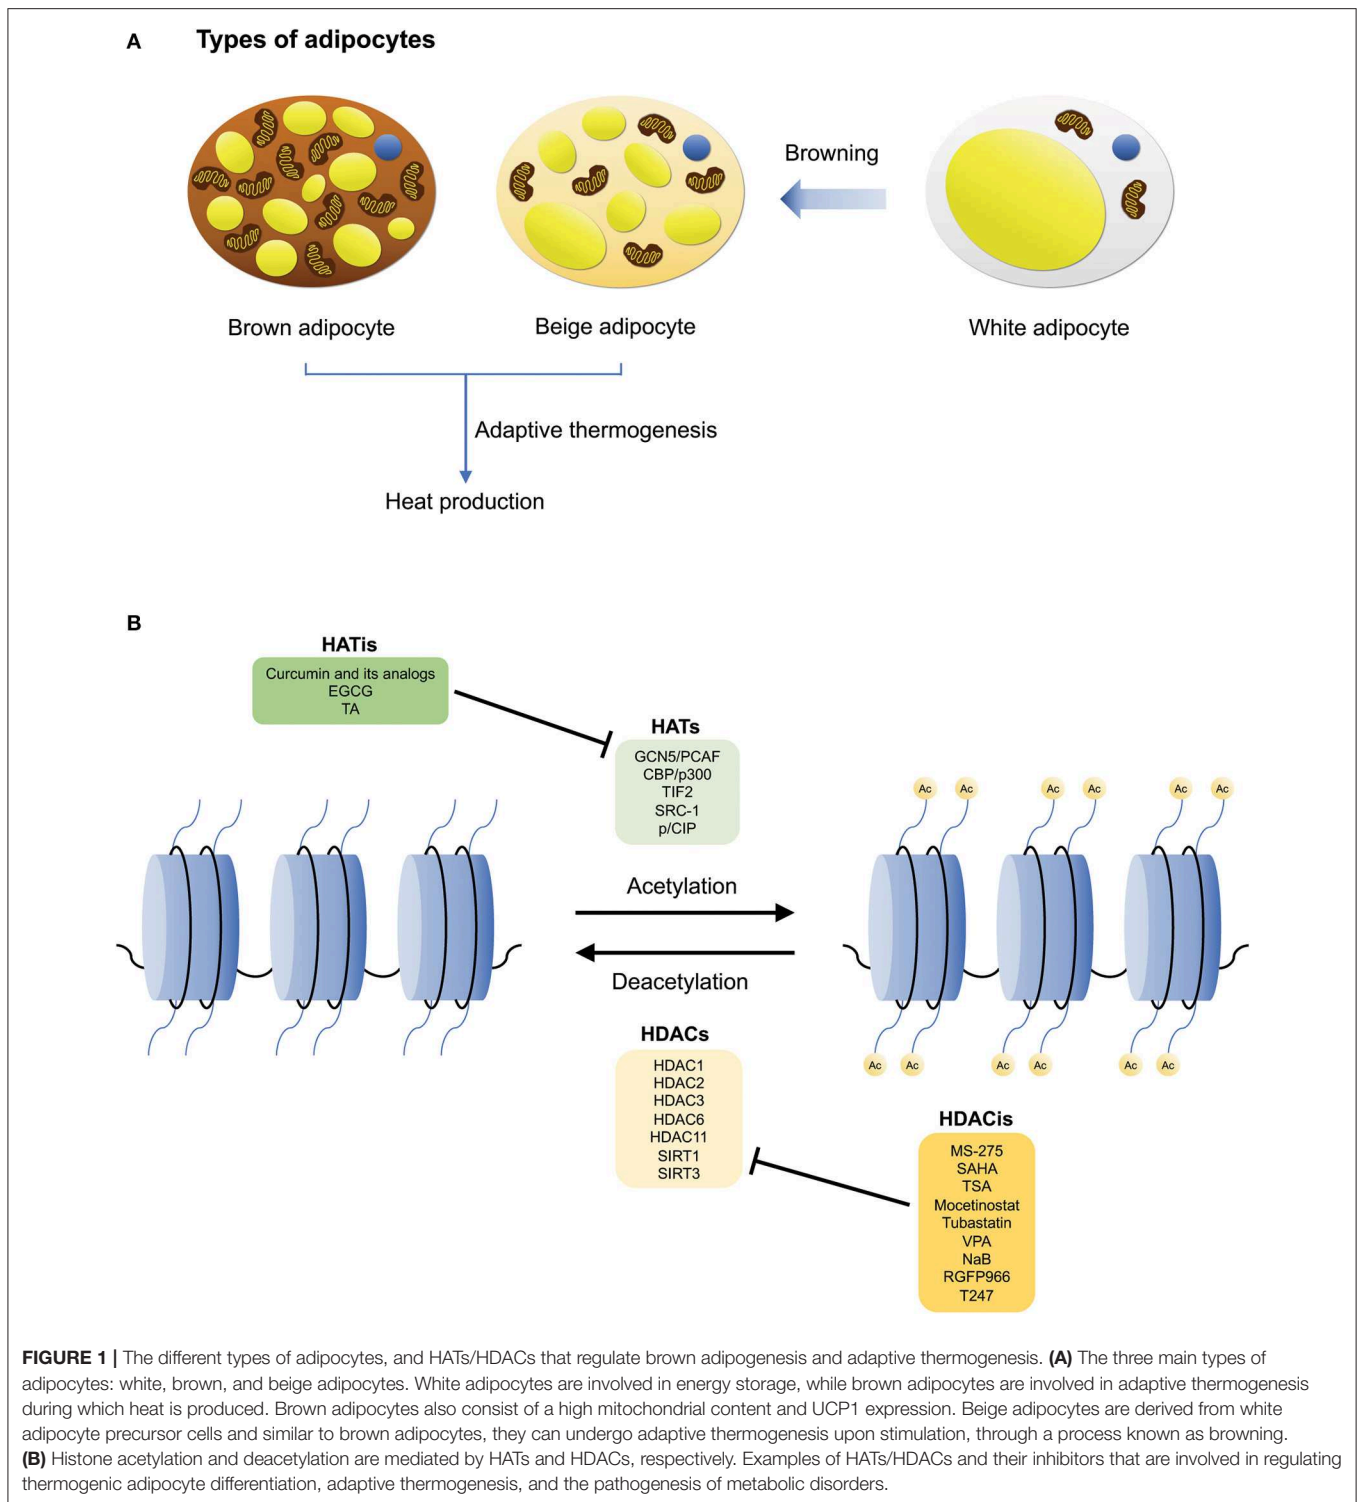 A Types of adipocytes
Browning
Brown adipocyte
Beige adipocyte
White adipocyte
Adaptive thermogenesis
Heat production
B
HATis
Curcumin and its analogs
EGCG
TA
HATs
GCN5/PCAF
CBP/p300
TIF2
SRC-1
p/CIP
Ac Ac Ac Ac Ac Ac
Acetylation
Deacetylation
HDACs
HDAC1
HDAC2
HDAC3
HDAC6
HDAC11
SIRT1
SIRT3
Ac Ac Ac Ac Ac Ac
HDACis
MS-275
SAHA
TSA
Mocetinostat
Tubastatin
VPA
NaB
RGFP966
T247
FIGURE 1 | The different types of adipocytes, and HATs/HDACs that regulate brown adipogenesis and adaptive thermogenesis. (A) The three main types of
adipocytes: white, brown, and beige adipocytes. White adipocytes are involved in energy storage, while brown adipocytes are involved in adaptive thermogenesis
during which heat is produced. Brown adipocytes also consist of a high mitochondrial content and UCP1 expression. Beige adipocytes are derived from white
adipocyte precursor cells and similar to brown adipocytes, they can undergo adaptive thermogenesis upon stimulation, through a process known as browning.
(B) Histone acetylation and deacetylation are mediated by HATs and HDACs, respectively. Examples of HATs/HDACs and their inhibitors that are involved in regulating
thermogenic adipocyte differentiation, adaptive thermogenesis, and the pathogenesis of metabolic disorders.